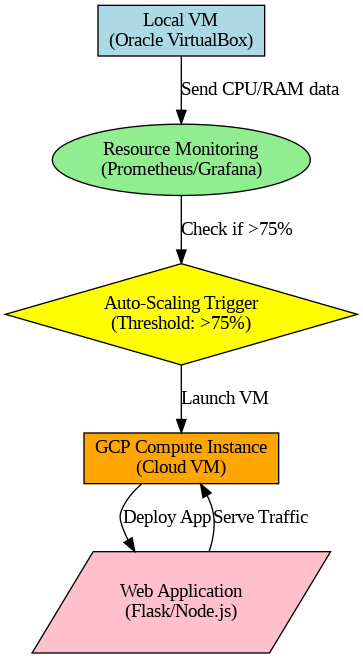 Local VM
(Oracle VirtualBox)
Send CPU/RAM data
Resource Monitoring
(Prometheus/Grafana)
Check if >75%
Auto-Scaling Trigger
(Threshold: >75%)
Launch VM
GCP Compute Instance
(Cloud VM)
Deploy App
Serve Traffic
Web Application
(Flask/Node.js)